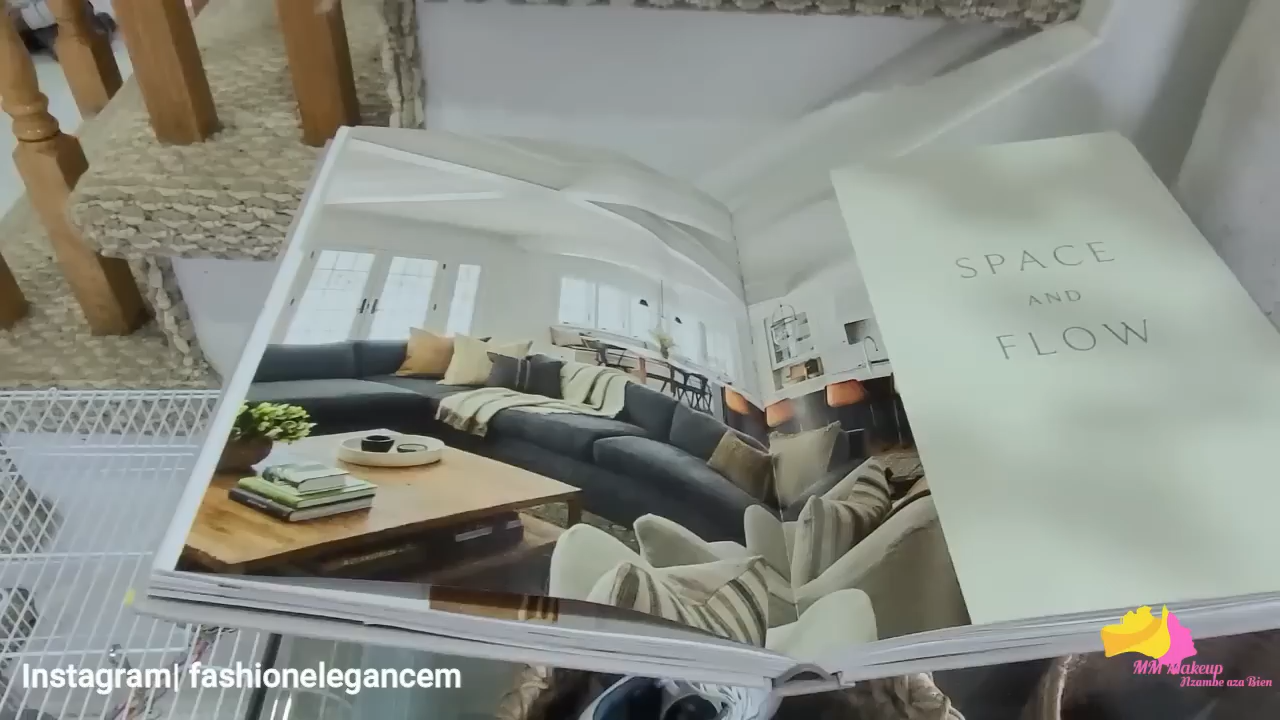 SPACE
AND
FLOW
Instagram| fashionelegancem
MM Makeup
Nzambe aza Bien